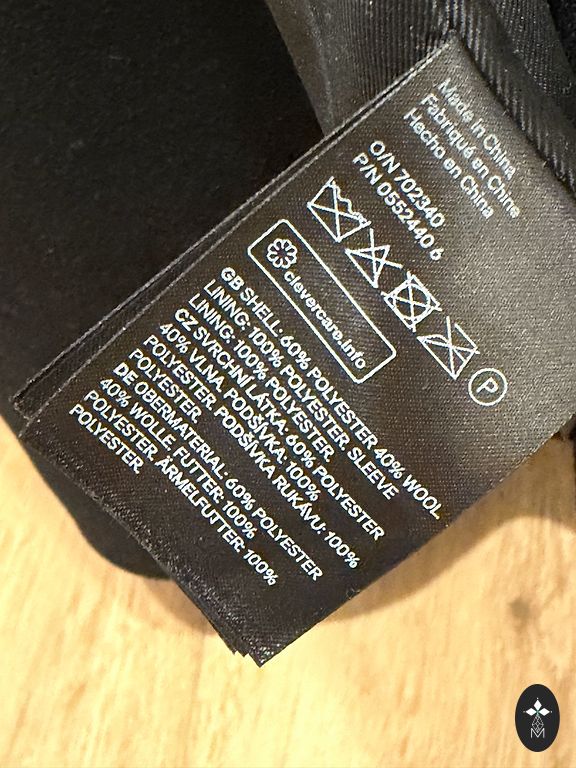 Made in China
Fabriqué en Chine
Hecho en China
O/N 702340
P/N 0552440 6
clevercare.info
P
GB SHELL: 60% POLYESTER 40% WOOL
LINING: 100% POLYESTER, SLEEVE
LINING: 100% POLYESTER.
CZ SVRCHNÍ LÁTKA: 60% POLYESTER
40% VLNA, PODŠÍVKA: 100%
POLYESTER, PODŠÍVKA RUKÁVU: 100%
POLYESTER.
DE OBERMATERIAL: 60% POLYESTER
40% WOLLE, FUTTER: 100%
POLYESTER, ÄRMELFUTTER: 100%
POLYESTER.
M